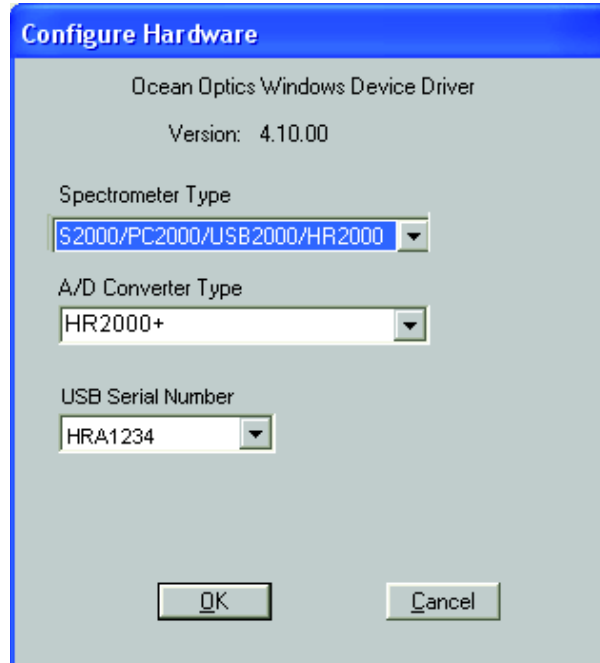 Configure Hardware
Ocean Optics Windows Device Driver
Version: 4.10.00
Spectrometer Type
S2000/PC2000/USB2000/HR2000
A/D Converter Type
HR2000+
USB Serial Number
HRA1234
OK Cancel